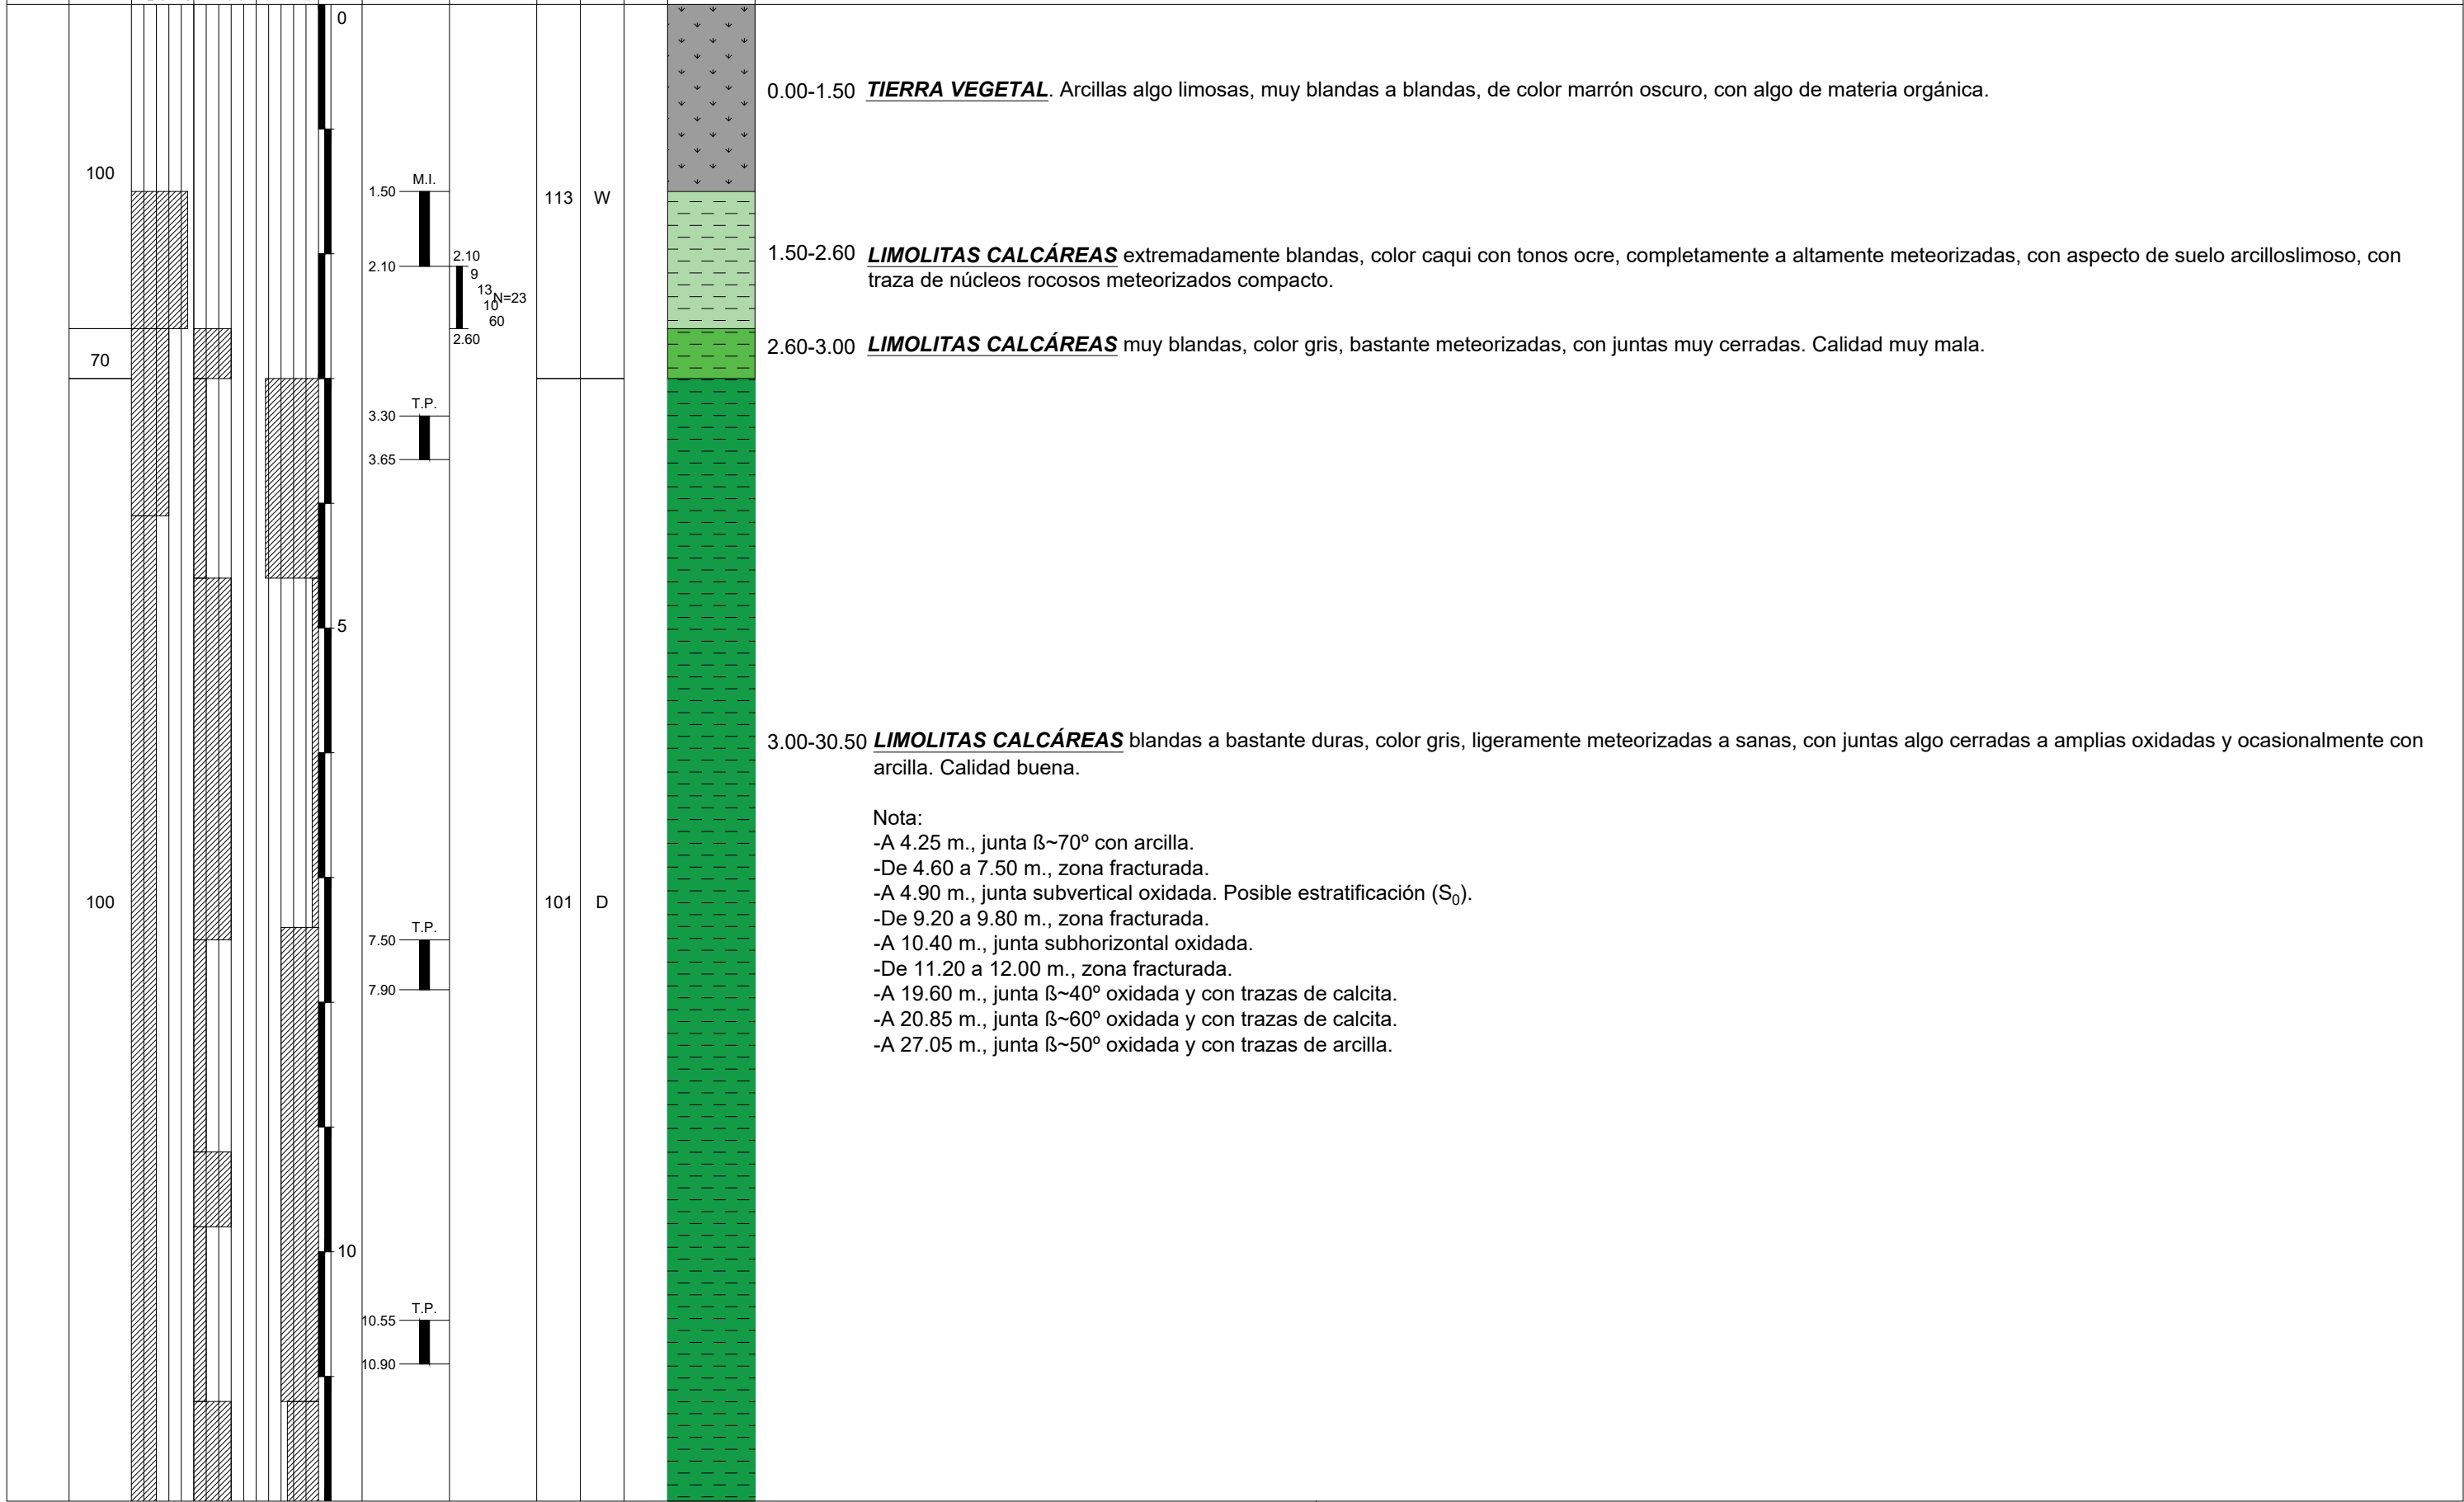 0
0.00-1.50 TIERRA VEGETAL. Arcillas algo limosas, muy blandas a blandas, de color marrón oscuro, con algo de materia orgánica.
100
M.I.
1.50
113 W
2.10
2.10
9
13
N=23
10
60
2.60
1.50-2.60 LIMOLITAS CALCÁREAS extremadamente blandas, color caqui con tonos ocre, completamente a altamente meteorizadas, con aspecto de suelo arcilloslimoso, con
traza de núcleos rocosos meteorizados compacto.
70
2.60-3.00 LIMOLITAS CALCÁREAS muy blandas, color gris, bastante meteorizadas, con juntas muy cerradas. Calidad muy mala.
T.P.
3.30
3.65
5
3.00-30.50 LIMOLITAS CALCÁREAS blandas a bastante duras, color gris, ligeramente meteorizadas a sanas, con juntas algo cerradas a amplias oxidadas y ocasionalmente con
arcilla. Calidad buena.
Nota:
-A 4.25 m., junta ß~70º con arcilla.
-De 4.60 a 7.50 m., zona fracturada.
-A 4.90 m., junta subvertical oxidada. Posible estratificación (S0).
-De 9.20 a 9.80 m., zona fracturada.
-A 10.40 m., junta subhorizontal oxidada.
-De 11.20 a 12.00 m., zona fracturada.
-A 19.60 m., junta ß~40º oxidada y con trazas de calcita.
-A 20.85 m., junta ß~60º oxidada y con trazas de calcita.
-A 27.05 m., junta ß~50º oxidada y con trazas de arcilla.
100
101 D
T.P.
7.50
7.90
10
T.P.
10.55
10.90